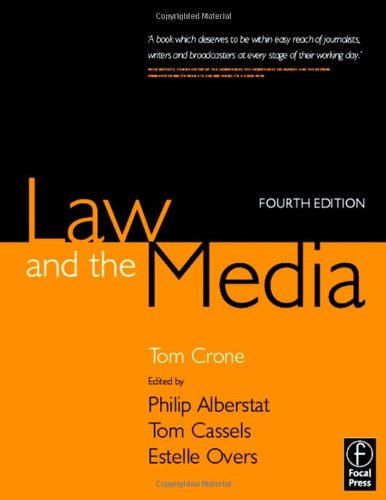 'A book which deserves to be within easy reach of journalists,
writers and broadcasters at every stage of their working day.'
FOURTH EDITION
Law
and the
Media
Tom Crone
Edited by
Philip Alberstat
Tom Cassels
Estelle Overs
f
Focal
Press